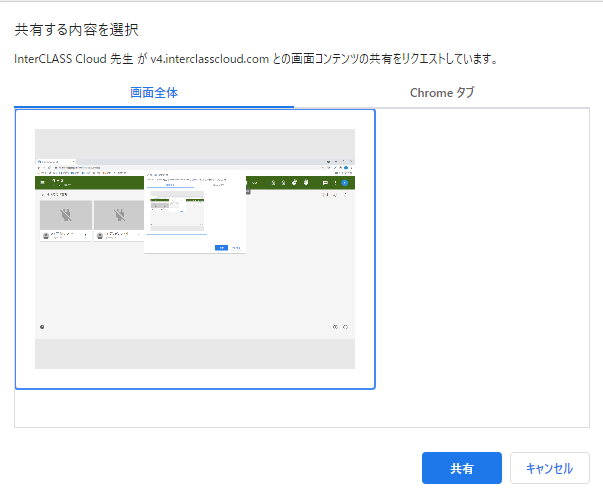 共有する内容を選択
InterCLASS Cloud 先生 が v4.interclasscloud.com との画面コンテンツの共有をリクエストしています。
画面全体
Chrome タブ
共有
キャンセル